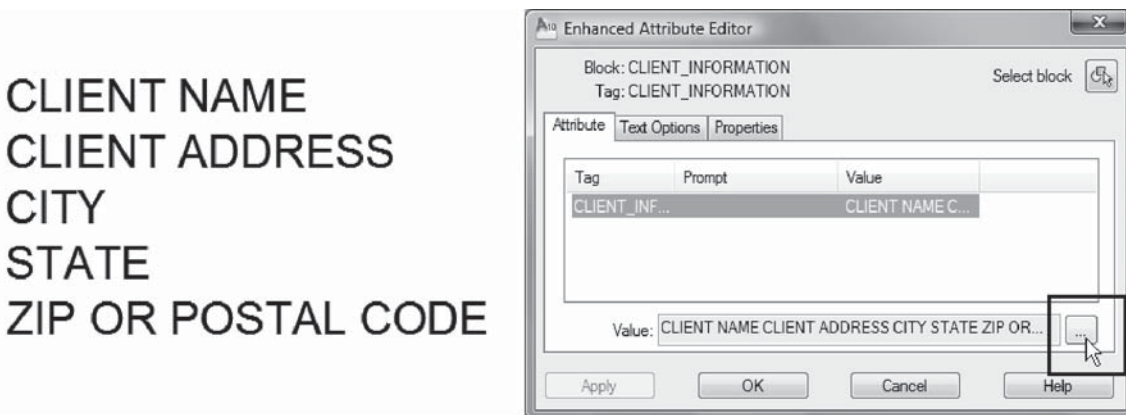 CLIENT NAME
CLIENT ADDRESS
CITY
STATE
ZIP OR POSTAL CODE
A10 Enhanced Attribute Editor
X
Block: CLIENT_INFORMATION
Tag: CLIENT_INFORMATION
Select block
Attribute Text Options Properties
Tag Prompt Value
CLIENT_INF... CLIENT NAME C...
Value: CLIENT NAME CLIENT ADDRESS CITY STATE ZIP OR... ...
Apply OK Cancel Help